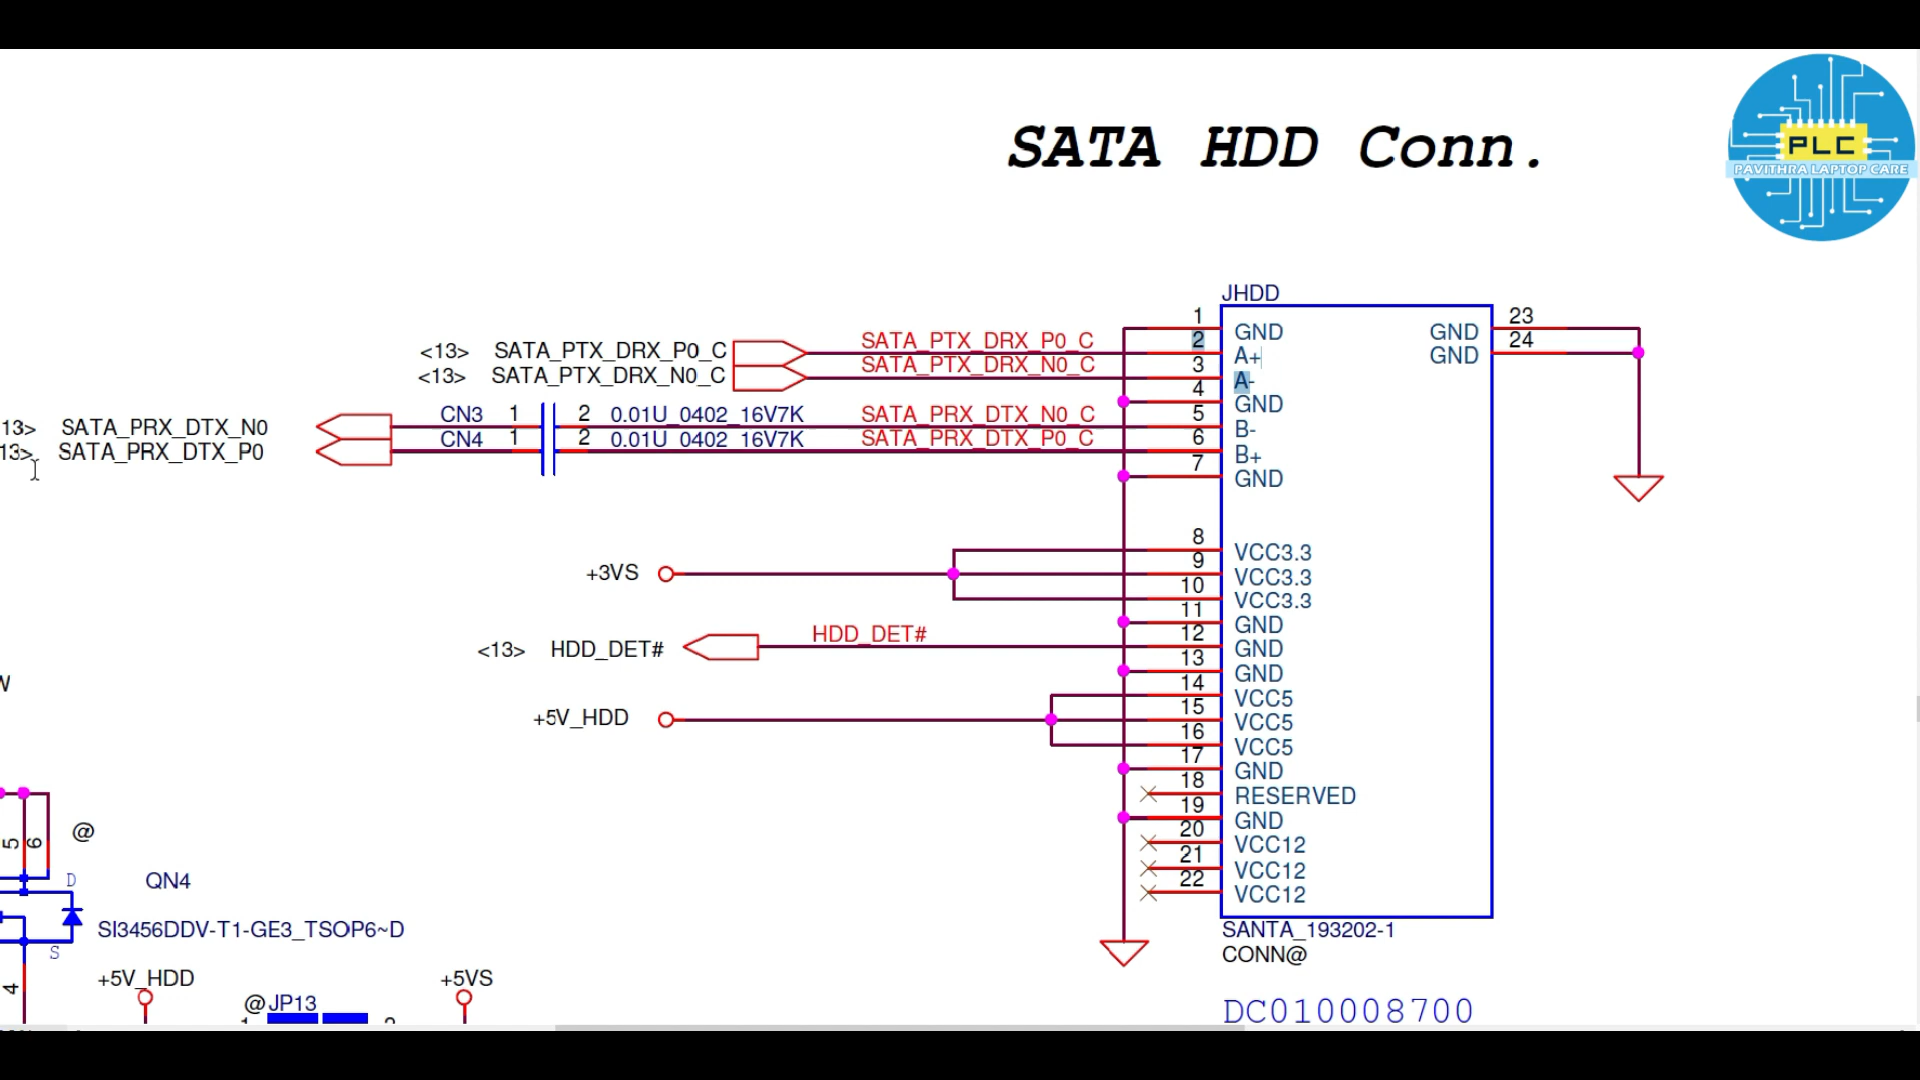 SATA HDD Conn.
PLC
PAVITHRA LAPTOP CARE
JHDD
<13> SATA_PTX_DRX_P0_C SATA_PTX_DRX_P0_C
<13> SATA_PTX_DRX_N0_C SATA_PTX_DRX_N0_C
13> SATA_PRX_DTX_N0 CN3 1 2 0.01U_0402_16V7K SATA_PRX_DTX_N0_C
13> SATA_PRX_DTX_P0 CN4 1 2 0.01U_0402_16V7K SATA_PRX_DTX_P0_C
1 GND GND 23
2 A+ GND 24
3 A-
4 GND
5 B-
6 B+
7 GND
8 VCC3.3
+3VS 9 VCC3.3
10 VCC3.3
11 GND
<13> HDD_DET# HDD_DET# 12 GND
13 GND
14 VCC5
+5V_HDD 15 VCC5
16 VCC5
17 GND
18 RESERVED
19 GND
20 VCC12
21 VCC12
22 VCC12
SANTA_193202-1
CONN@
DC010008700
5 6 @
D QN4
SI3456DDV-T1-GE3_TSOP6~D
S
4
+5V_HDD +5VS
@ JP13